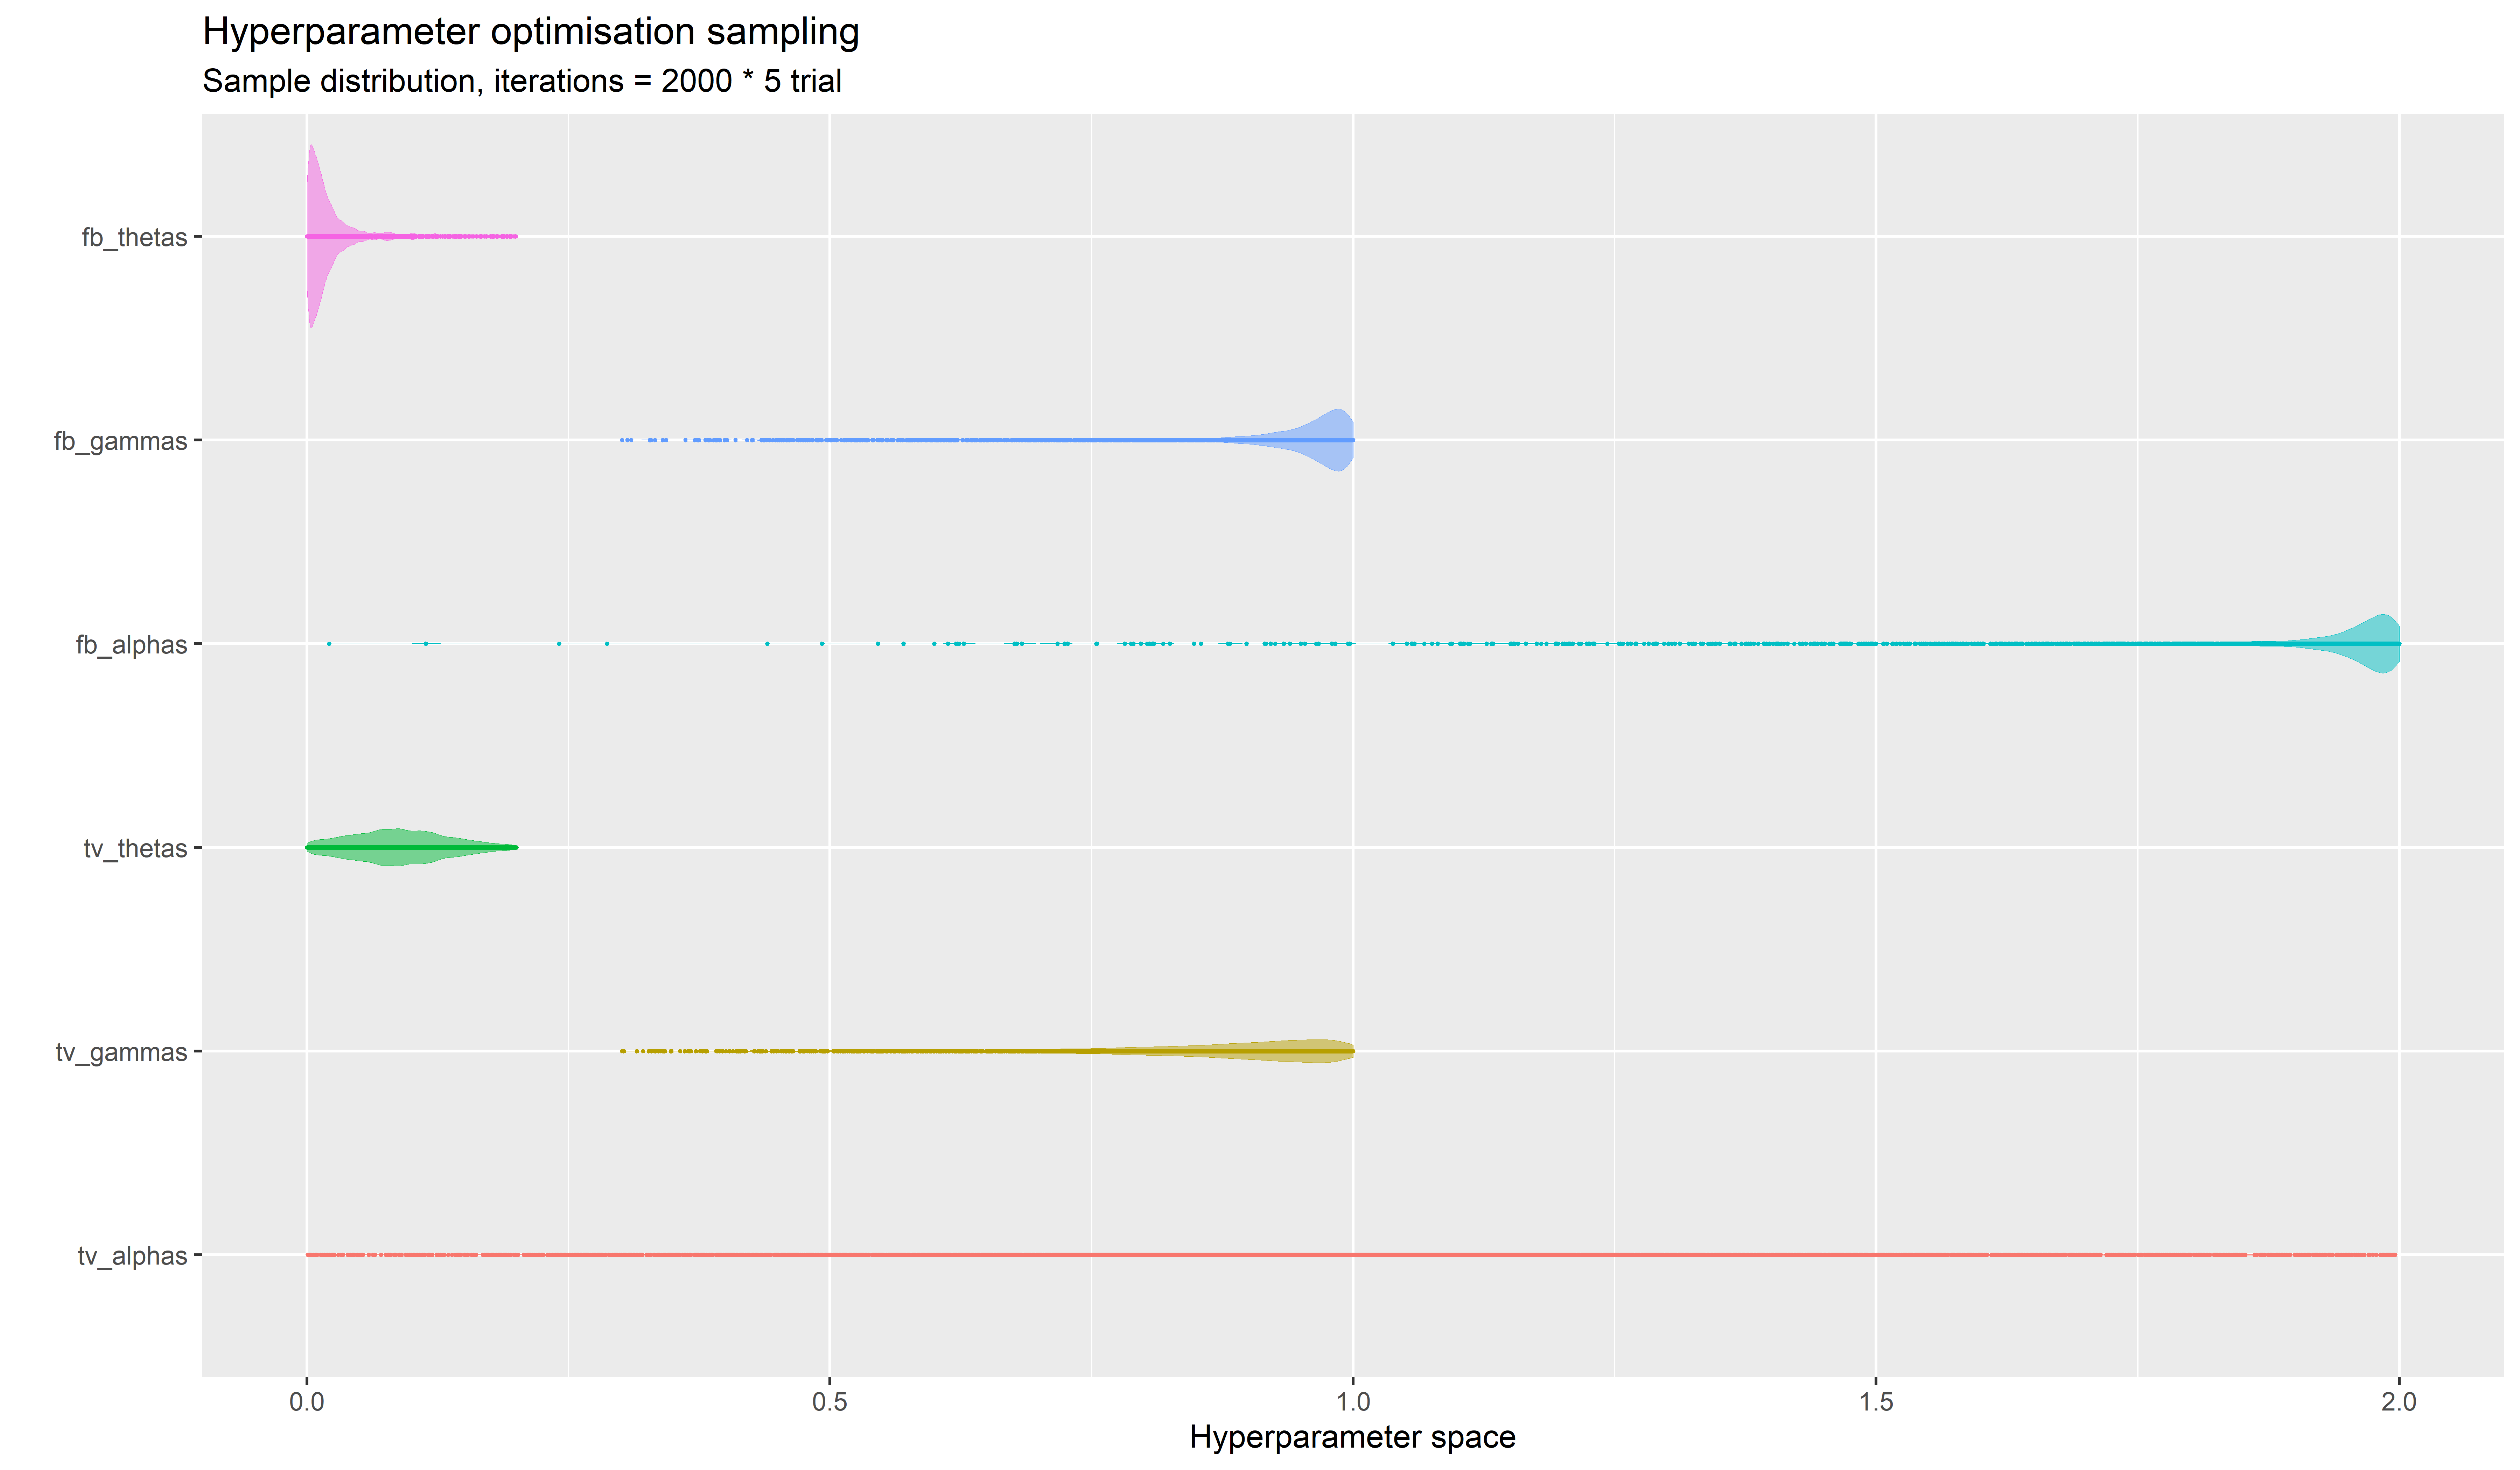 Hyperparameter optimisation sampling
Sample distribution, iterations = 2000 * 5 trial
fb_thetas
fb_gammas
fb_alphas
tv_thetas
tv_gammas
tv_alphas
0.0 0.5 1.0 1.5 2.0
Hyperparameter space